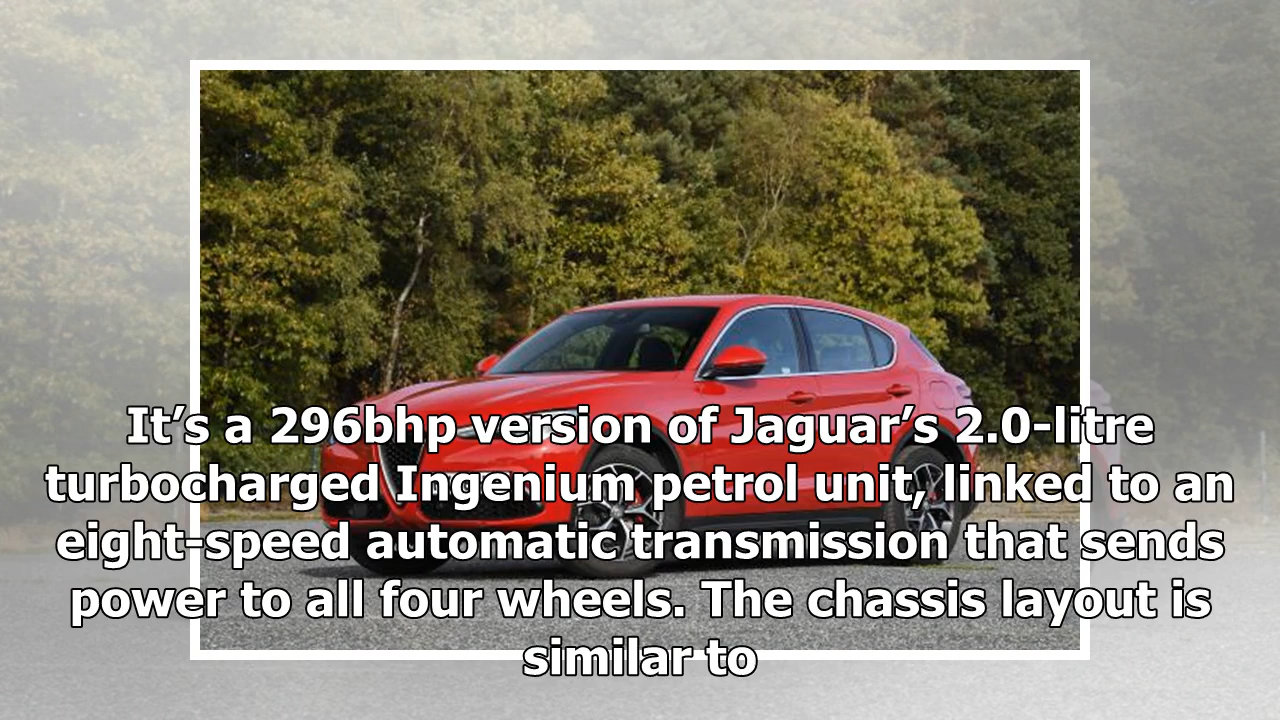 It’s a 296bhp version of Jaguar’s 2.0-litre
turbocharged Ingenium petrol unit, linked to an
eight-speed automatic transmission that sends
power to all four wheels. The chassis layout is
similar to